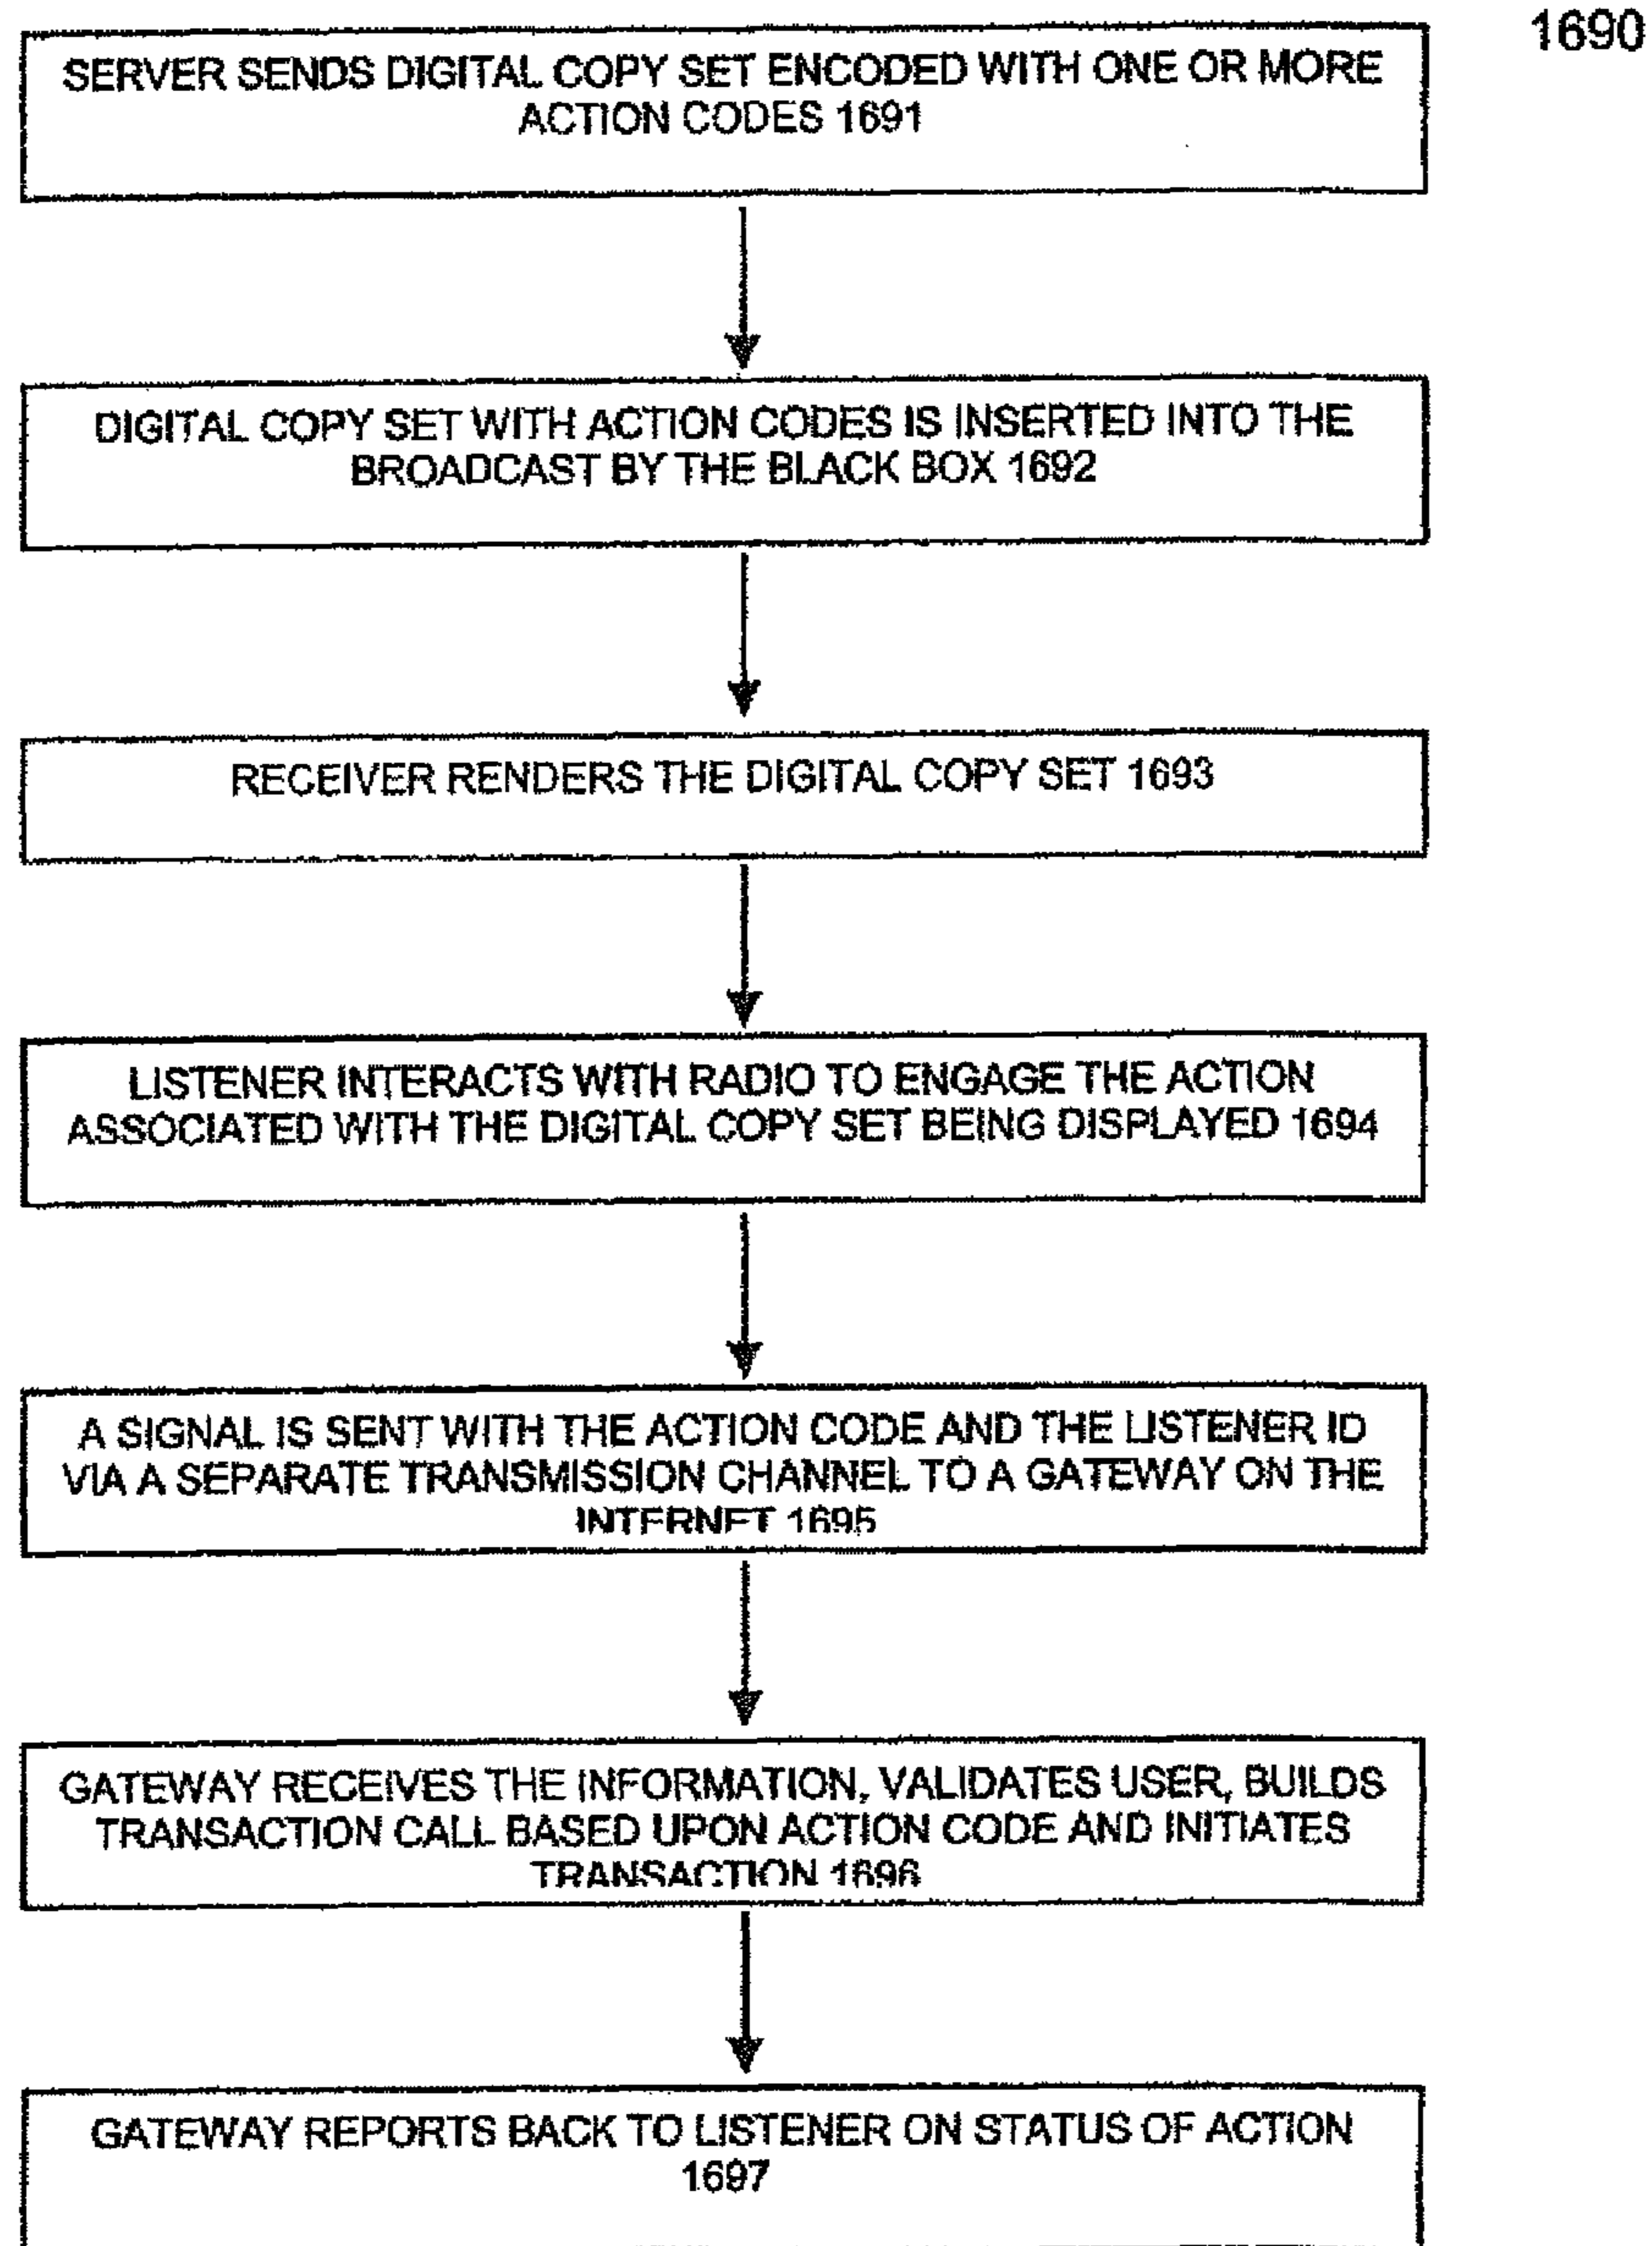 1690
SERVER SENDS DIGITAL COPY SET ENCODED WITH ONE OR MORE
ACTION CODES 1691
DIGITAL COPY SET WITH ACTION CODES IS INSERTED INTO THE
BROADCAST BY THE BLACK BOX 1692
RECEIVER RENDERS THE DIGITAL COPY SET 1693
LISTENER INTERACTS WITH RADIO TO ENGAGE THE ACTION
ASSOCIATED WITH THE DIGITAL COPY SET BEING DISPLAYED 1694
A SIGNAL IS SENT WITH THE ACTION CODE AND THE LISTENER ID
VIA A SEPARATE TRANSMISSION CHANNEL TO A GATEWAY ON THE
INTERNET 1695
GATEWAY RECEIVES THE INFORMATION, VALIDATES USER, BUILDS
TRANSACTION CALL BASED UPON ACTION CODE AND INITIATES
TRANSACTION 1696
GATEWAY REPORTS BACK TO LISTENER ON STATUS OF ACTION
1697